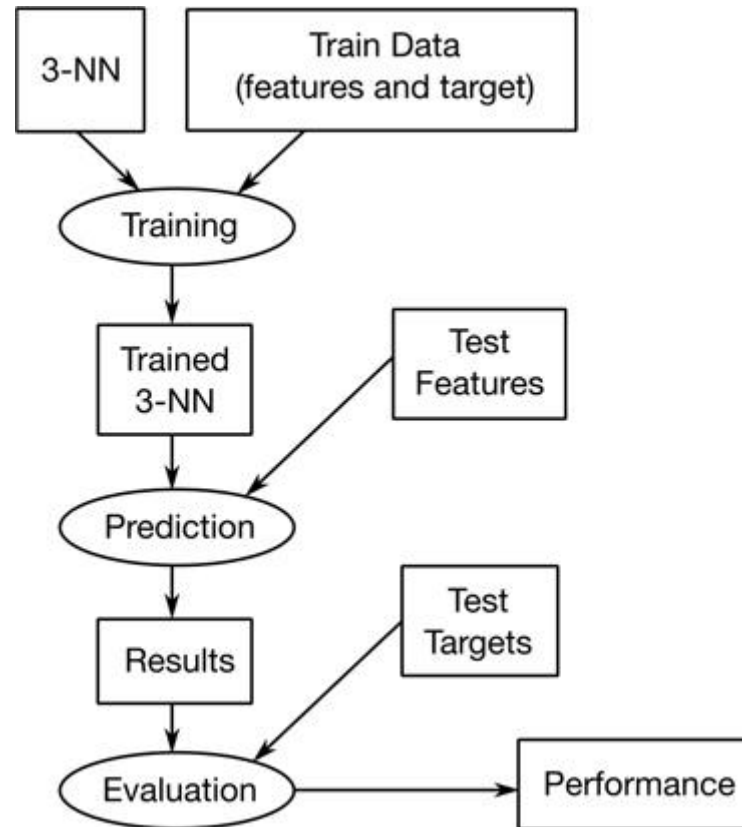 3-NN
Train Data
(features and target)
Training
Trained
3-NN
Test
Features
Prediction
Test
Targets
Results
Evaluation
Performance